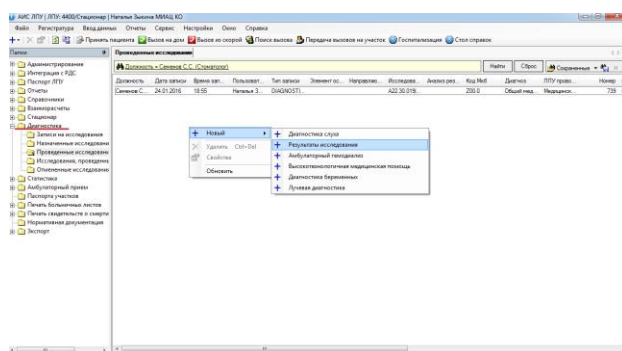 АИС ЛПУ | ЛПУ: 4400/Стационар | Наталья Зыкина МИАЦ КО
Файл Регистратура Ввод данных Отчеты Сервис Настройки Окно Справка
Принять пациента Вызов на дом Вызов из скорой Поиск вызова Передача вызовов на участок Госпитализация Стол справок
Папки Проведенные исследования
Должность = Семенов С.С. (Стоматолог) Найти Сброс Сохраненные
Должность Дата записи Время зап... Пользоват... Тип записи Элемент ос... Направлен... Исследова... Анализ рез... Код МкБ Диагноз ЛПУ прове... Номер
Семенов С... 24.01.2016 18:55 Наталья З... DIAGNOSTI... A22.30.019(... Z00.0 Общий мед... Медицинск... 739
Администрирование
Интеграция с РДС
Паспорт ЛПУ
Отчеты
Справочники
Взаиморасчеты
Стационар
Диагностика
Записи на исследования
Назначенные исследовани
Проведенные исследовани
Исследования, проведенн
Отмененные исследования
Статистика
Амбулаторный прием
Паспорта участков
Печать больничных листов
Печать свидетельств о смерти
Нормативная документация
Экспорт
Новый
Удалить Ctrl+Del
Свойства
Обновить
Диагностика слуха
Результаты исследования
Амбулаторный гемодиализ
Высокотехнологичная медицинская помощь
Диагностика беременных
Лучевая диагностика